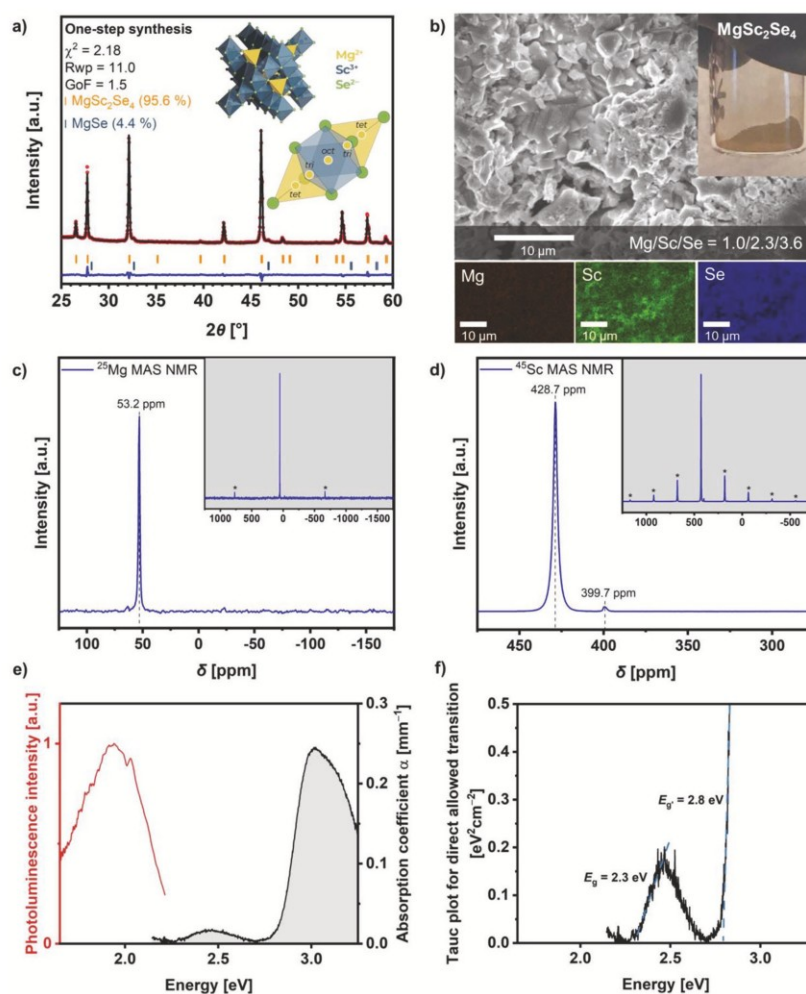 a)
One-step synthesis
χ² = 2.18
Rwp = 11.0
GoF = 1.5
MgSc₂Se₄ (95.6 %)
MgSe (4.4 %)
Mg²⁺
Sc³⁺
Se²⁻
tet
tri
oct
tri
tet
Intensity [a.u.]
25 30 35 40 45 50 55 60
2θ [°]
b)
MgSc₂Se₄
10 µm
Mg/Sc/Se = 1.0/2.3/3.6
Mg
10 µm
Sc
10 µm
Se
10 µm
c)
²⁵Mg MAS NMR
53.2 ppm
* *
1000 500 0 -500 -1000 -1500
Intensity [a.u.]
100 50 0 -50 -100 -150
δ [ppm]
d)
⁴⁵Sc MAS NMR
428.7 ppm
399.7 ppm
* * * * * * *
1000 500 0 -500
Intensity [a.u.]
450 400 350 300
δ [ppm]
e)
Photoluminescence intensity [a.u.]
1
0
2.0 2.5 3.0
Energy [eV]
0.3
0.2
0.1
0.0
Absorption coefficient α [mm⁻¹]
f)
Tauc plot for direct allowed transition
[eV²cm⁻²]
0.5
0.4
0.3
0.2
0.1
0.0
Eg' = 2.8 eV
Eg = 2.3 eV
2.0 2.5 3.0
Energy [eV]